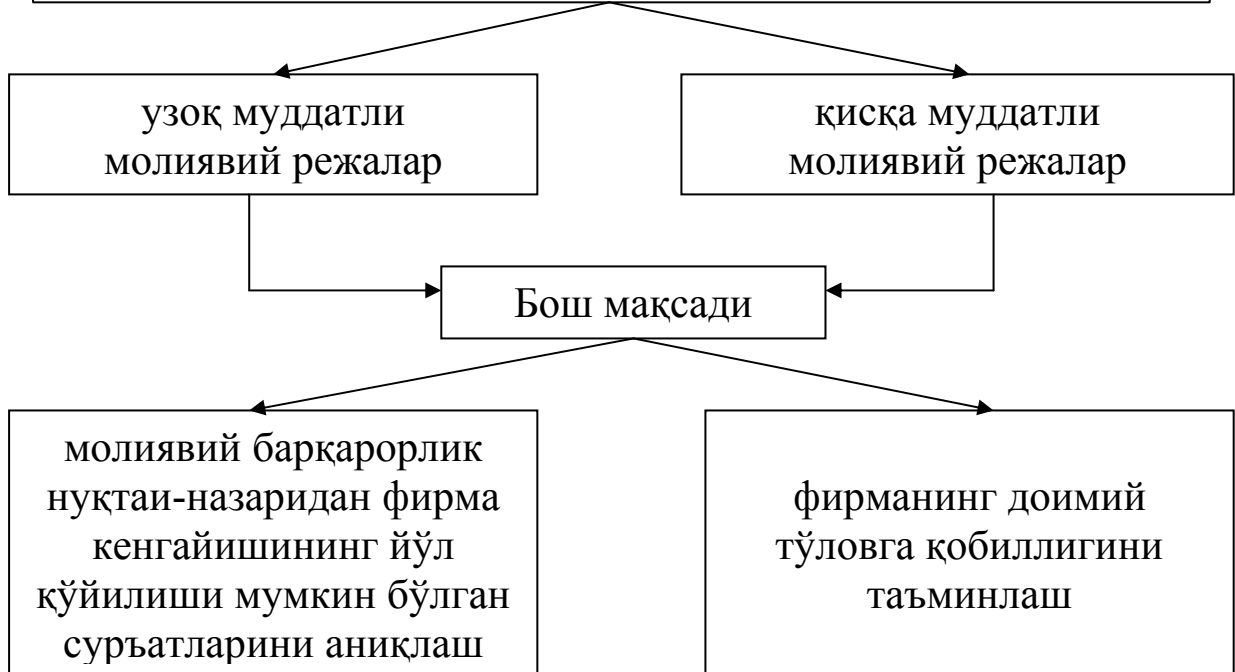 узоқ муддатли
молиявий режалар
қисқа муддатли
молиявий режалар
Бош мақсади
молиявий барқарорлик
нуқтаи-назаридан фирма
кенгайишининг йўл
қўйилиши мумкин бўлган
суръатларини аниқлаш
фирманинг доимий
тўловга қобиллигини
таъминлаш